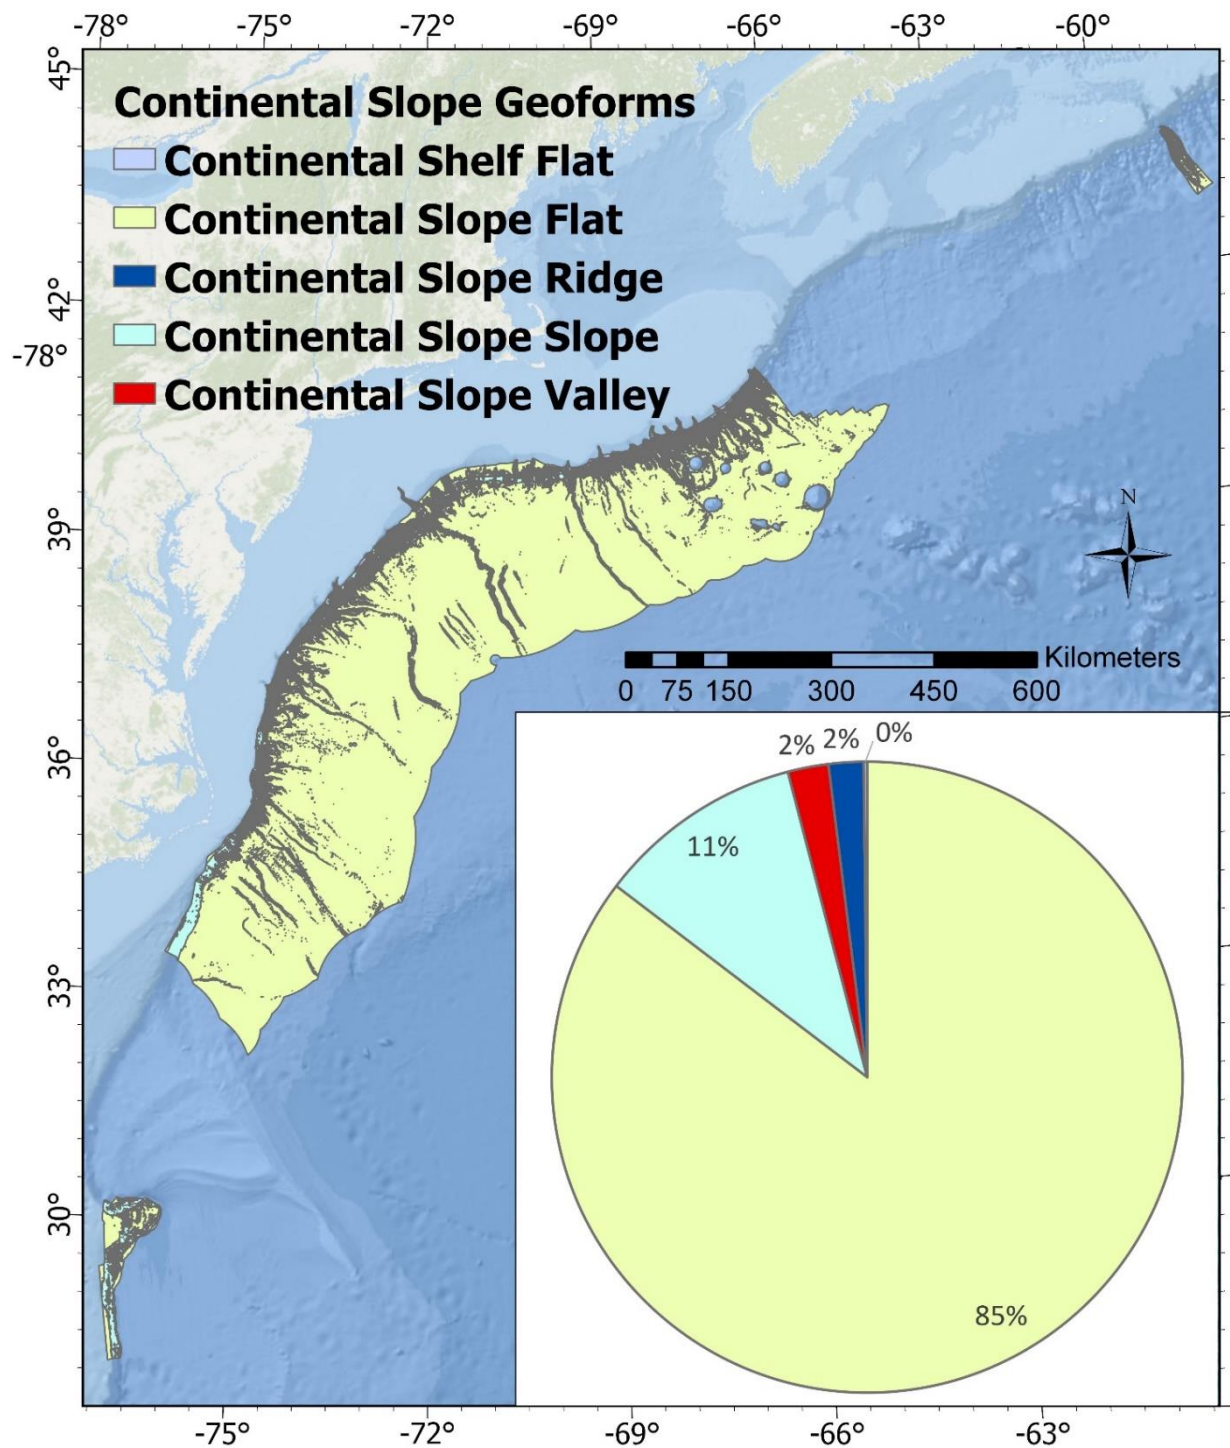 -78° -75° -72° -69° -66° -63° -60°
45°
Continental Slope Geoforms
Continental Shelf Flat
Continental Slope Flat
Continental Slope Ridge
42°
-78°
Continental Slope Slope
Continental Slope Valley
39°
N
Kilometers
0 75 150 300 450 600
36°
2% 2% 0%
11%
33°
30°
85%
-75° -72° -69° -66° -63°